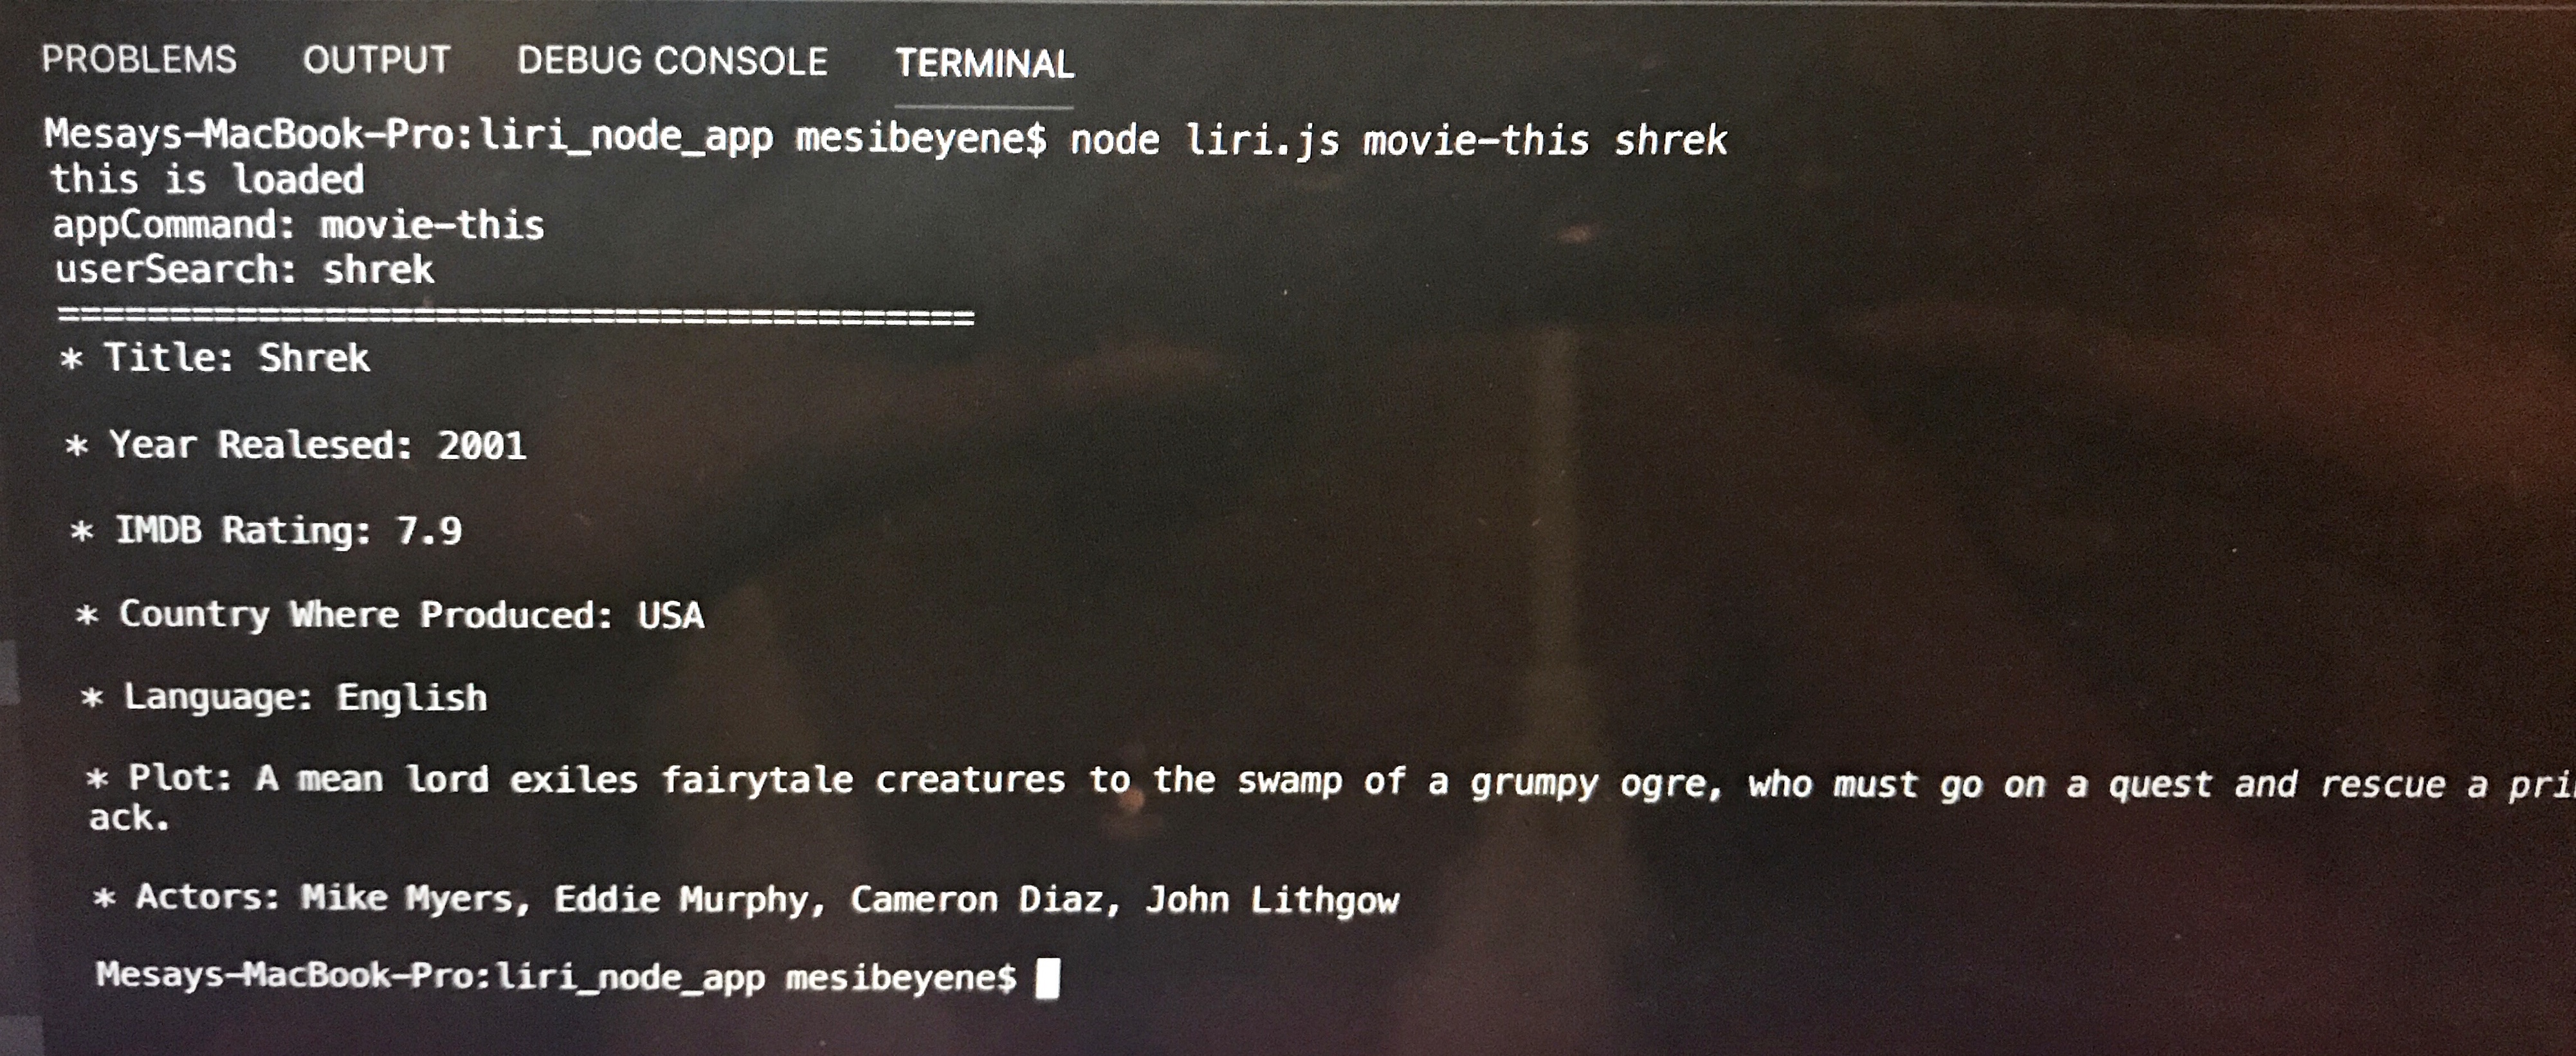 PROBLEMS OUTPUT DEBUG CONSOLE TERMINAL
Mesays-MacBook-Pro:liri_node_app mesibeyene$ node liri.js movie-this shrek
this is loaded
appCommand: movie-this
userSearch: shrek
=========================================
* Title: Shrek
* Year Realesed: 2001
* IMDB Rating: 7.9
* Country Where Produced: USA
* Language: English
* Plot: A mean lord exiles fairytale creatures to the swamp of a grumpy ogre, who must go on a quest and rescue a pri
ack.
* Actors: Mike Myers, Eddie Murphy, Cameron Diaz, John Lithgow
Mesays-MacBook-Pro:liri_node_app mesibeyene$